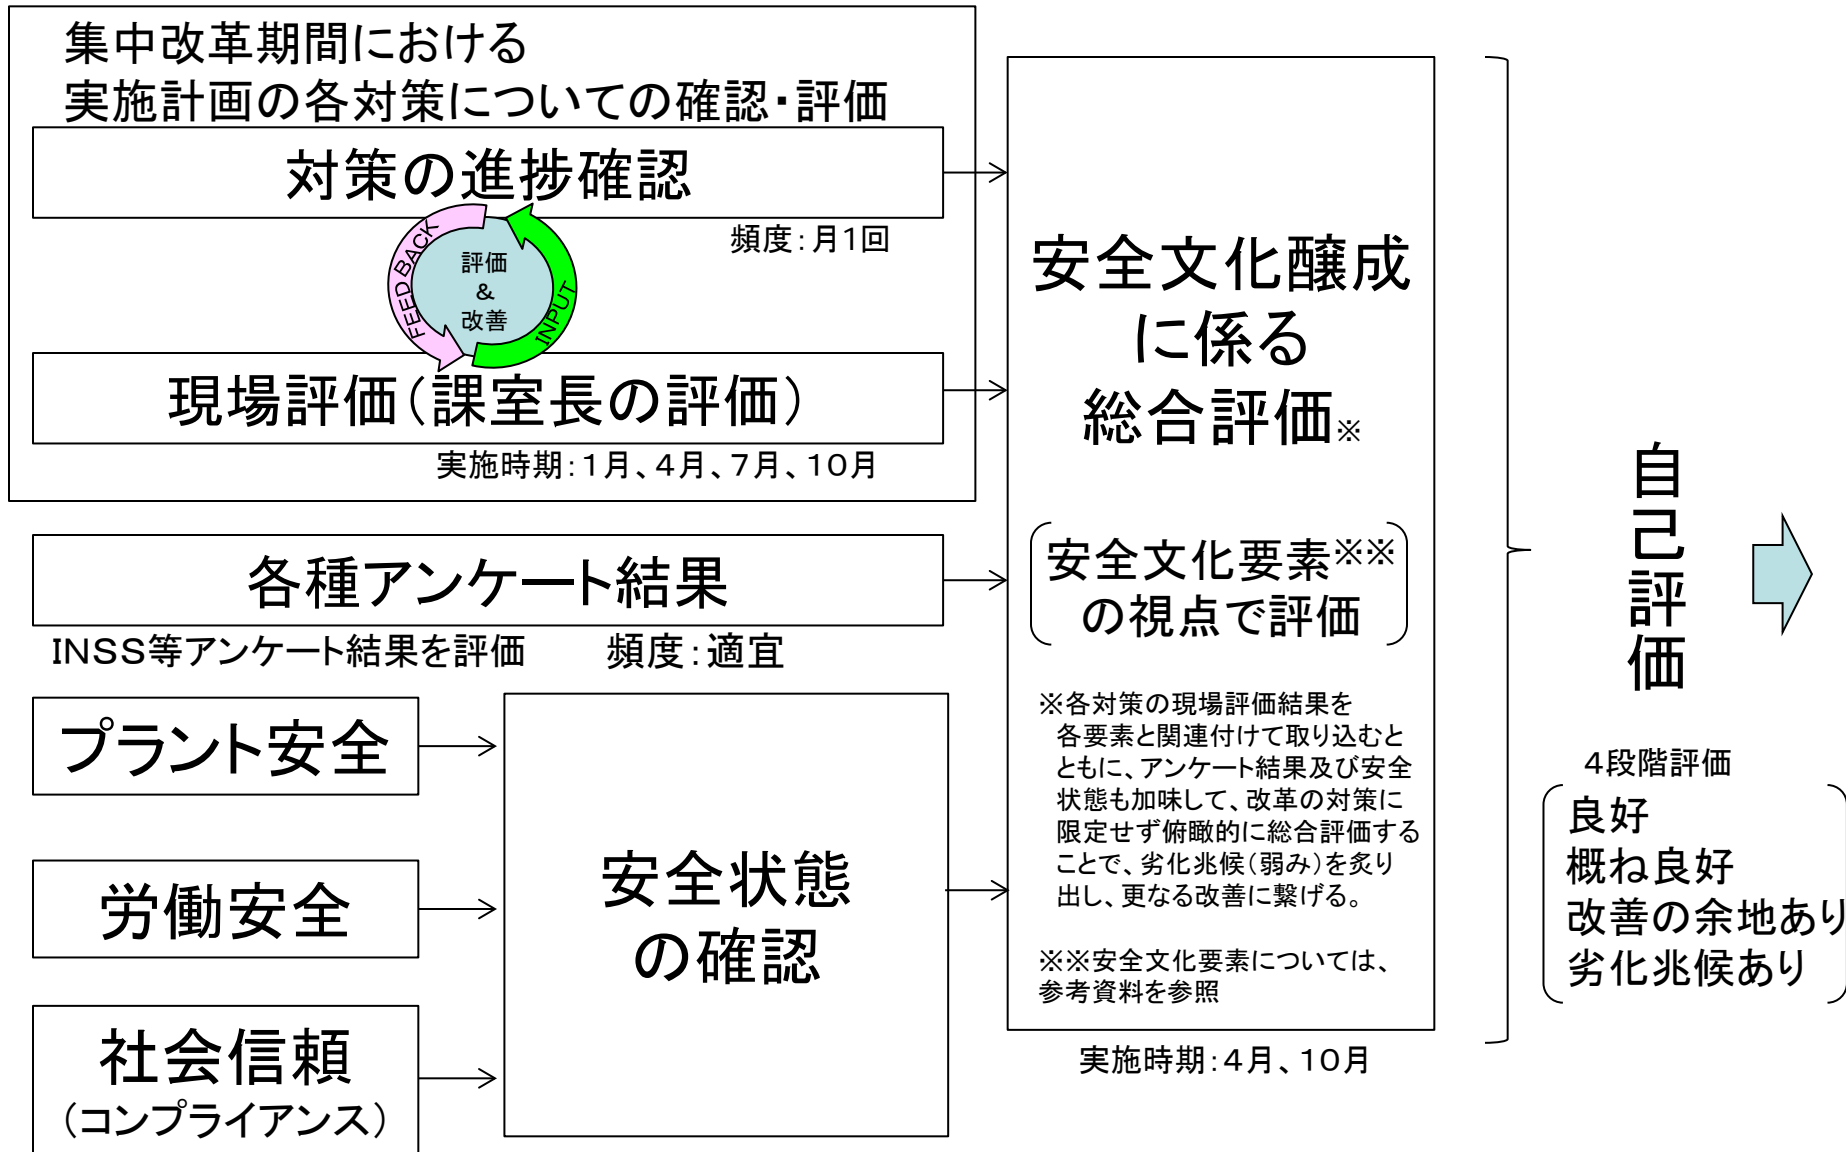 集中改革期間における
実施計画の各対策についての確認・評価
対策の進捗確認
頻度：月1回
FEED BACK
評価
＆
改善
INPUT
現場評価（課室長の評価）
実施時期：1月、4月、7月、10月
各種アンケート結果
INSS等アンケート結果を評価　　頻度：適宜
プラント安全
労働安全
社会信頼
（コンプライアンス）
安全状態
の確認
安全文化醸成
に係る
総合評価※
安全文化要素※※
の視点で評価
※各対策の現場評価結果を
各要素と関連付けて取り込むと
ともに、アンケート結果及び安全
状態も加味して、改革の対策に
限定せず俯瞰的に総合評価する
ことで、劣化兆候（弱み）を炙り
出し、更なる改善に繋げる。
※※安全文化要素については、
参考資料を参照
実施時期：4月、10月
自己評価
4段階評価
良好
概ね良好
改善の余地あり
劣化兆候あり